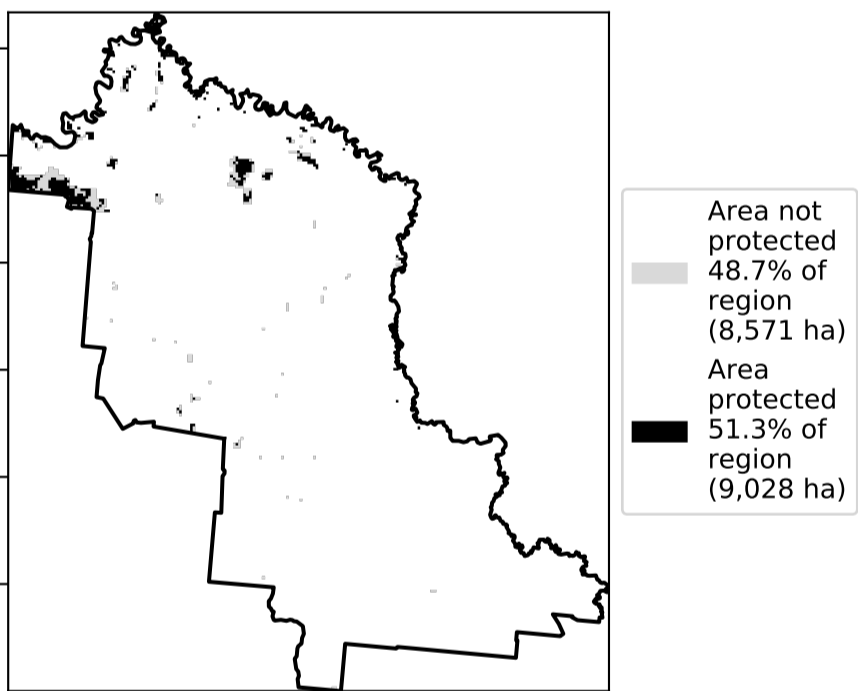 Area not
protected
48.7% of
region
(8,571 ha)
Area
protected
51.3% of
region
(9,028 ha)